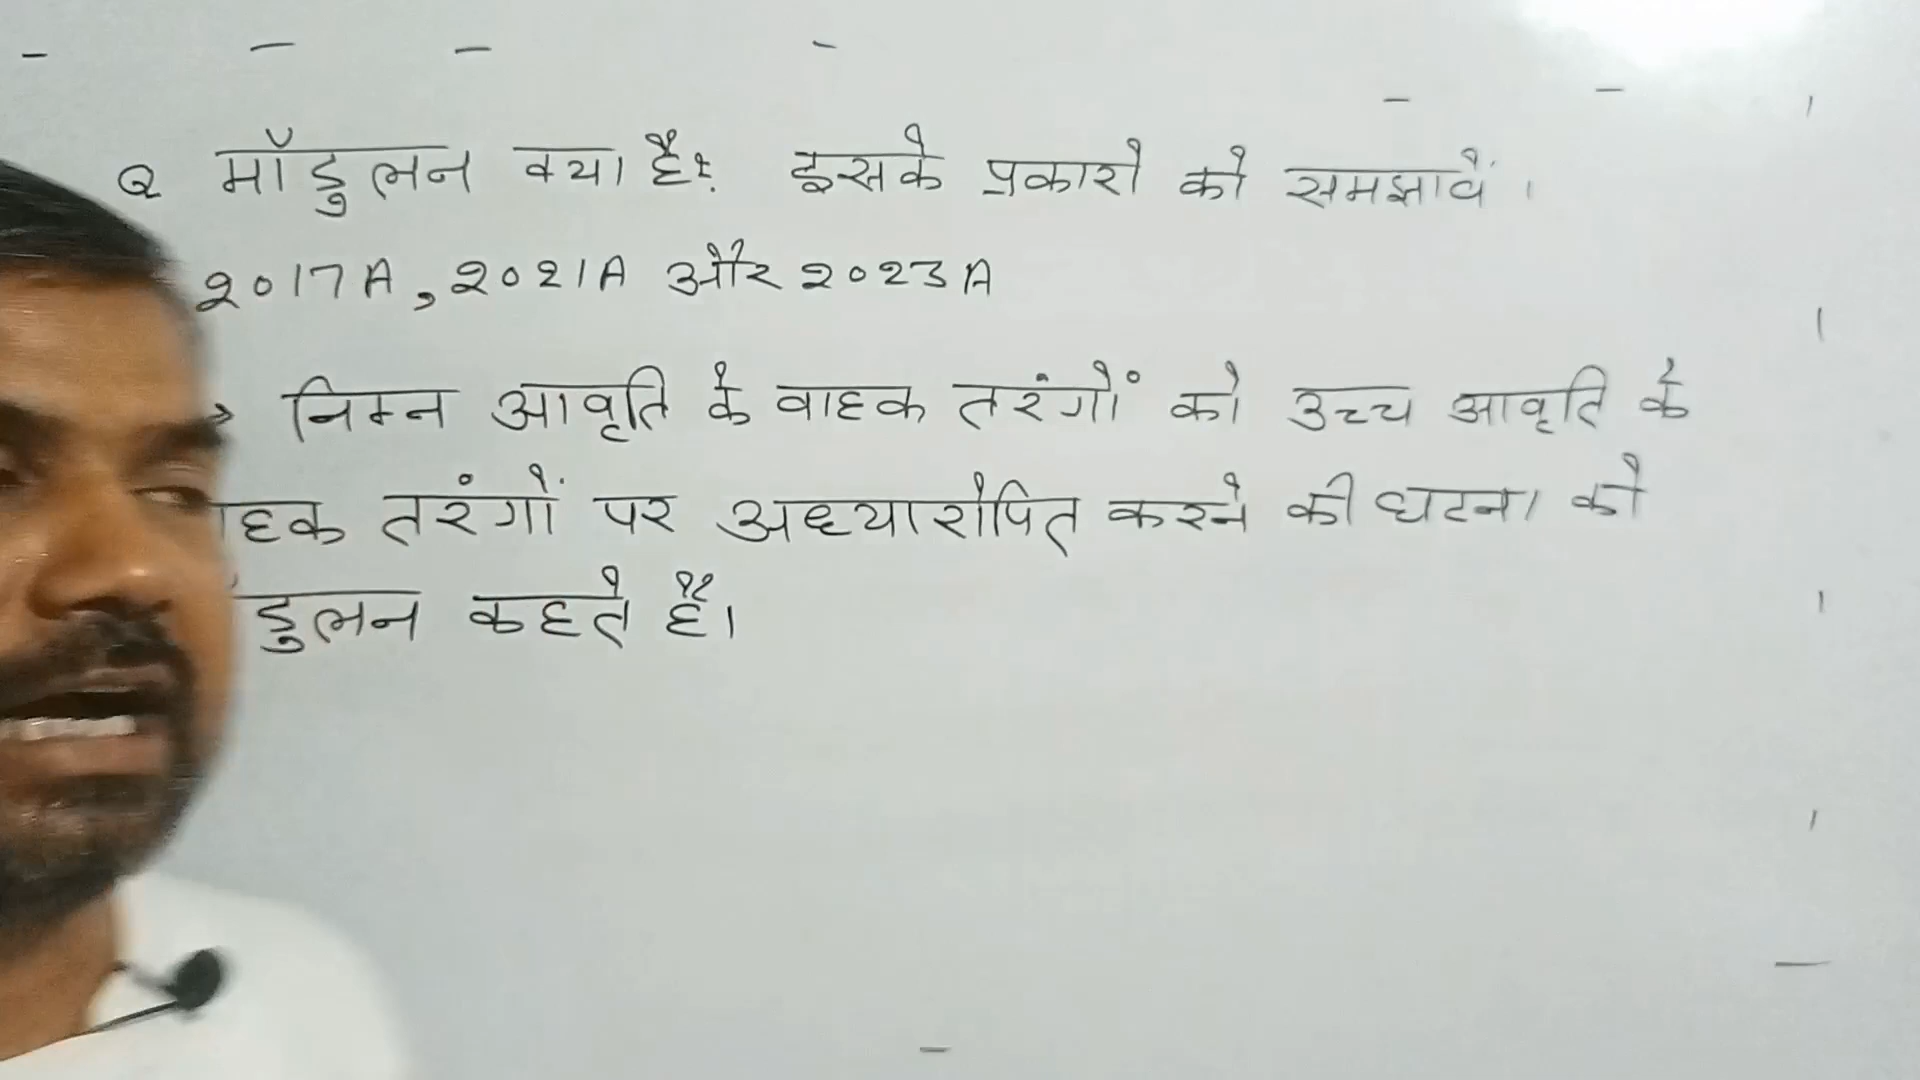 Q मॉडुलन क्या है? इसके प्रकारो को समझावें।
2017A, 2021A और 2023A
→ निम्न आवृति के वाहक तरंगों को उच्च आवृति के
तरंगों पर अध्यारोपित करने की घटना को
कहते हैं।